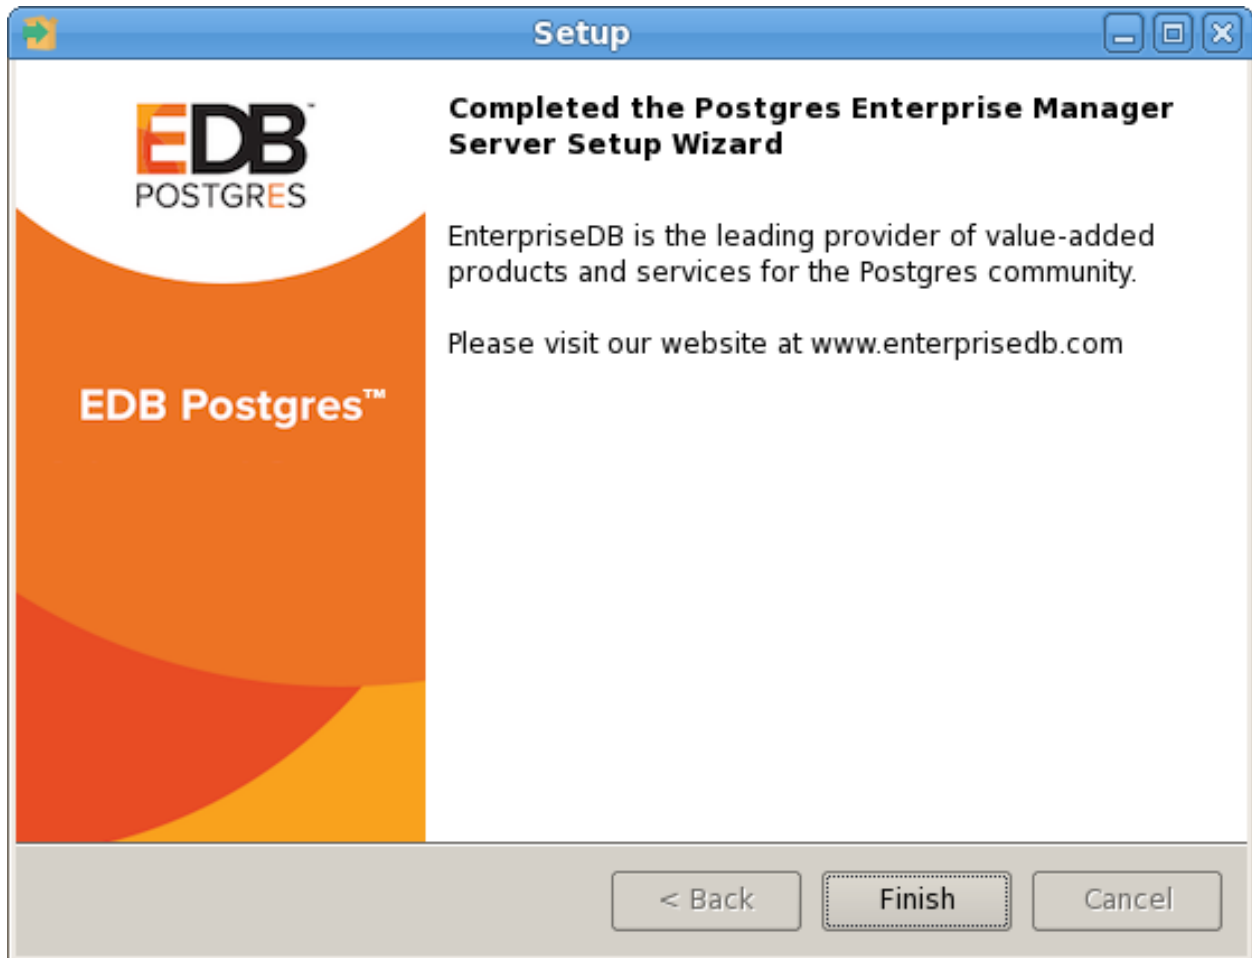 Setup
EDB™
POSTGRES
EDB Postgres™
Completed the Postgres Enterprise Manager
Server Setup Wizard
EnterpriseDB is the leading provider of value-added
products and services for the Postgres community.
Please visit our website at www.enterprisedb.com
< Back
Finish
Cancel